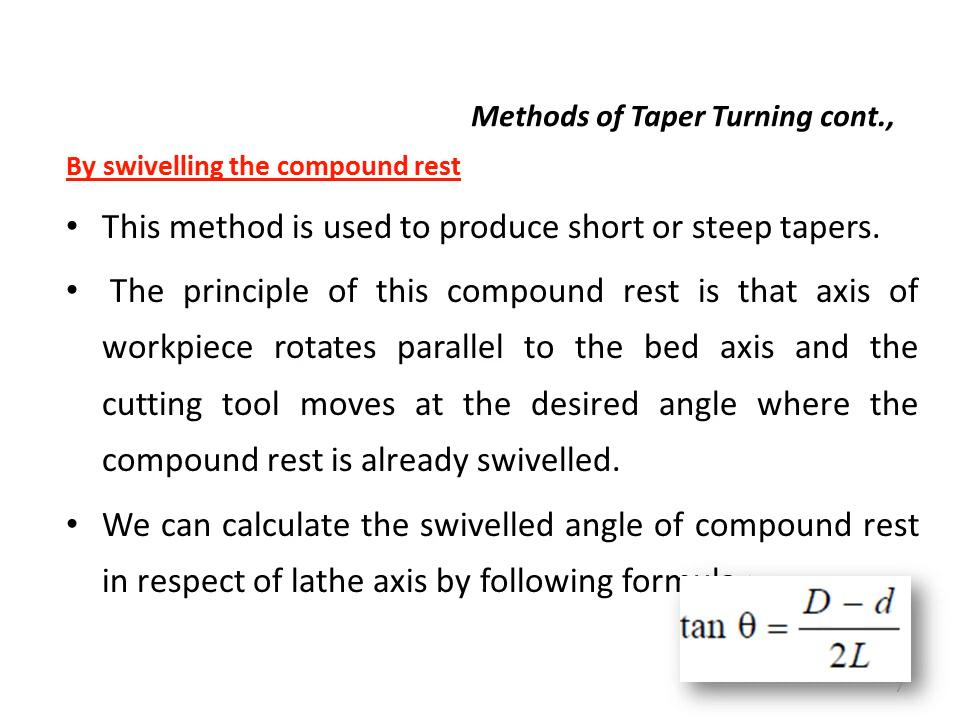 Methods of Taper Turning cont.,
By swivelling the compound rest
• This method is used to produce short or steep tapers.
• The principle of this compound rest is that axis of
workpiece rotates parallel to the bed axis and the
cutting tool moves at the desired angle where the
compound rest is already swivelled.
• We can calculate the swivelled angle of compound rest
in respect of lathe axis by following formula
tan θ = D − d / 2L